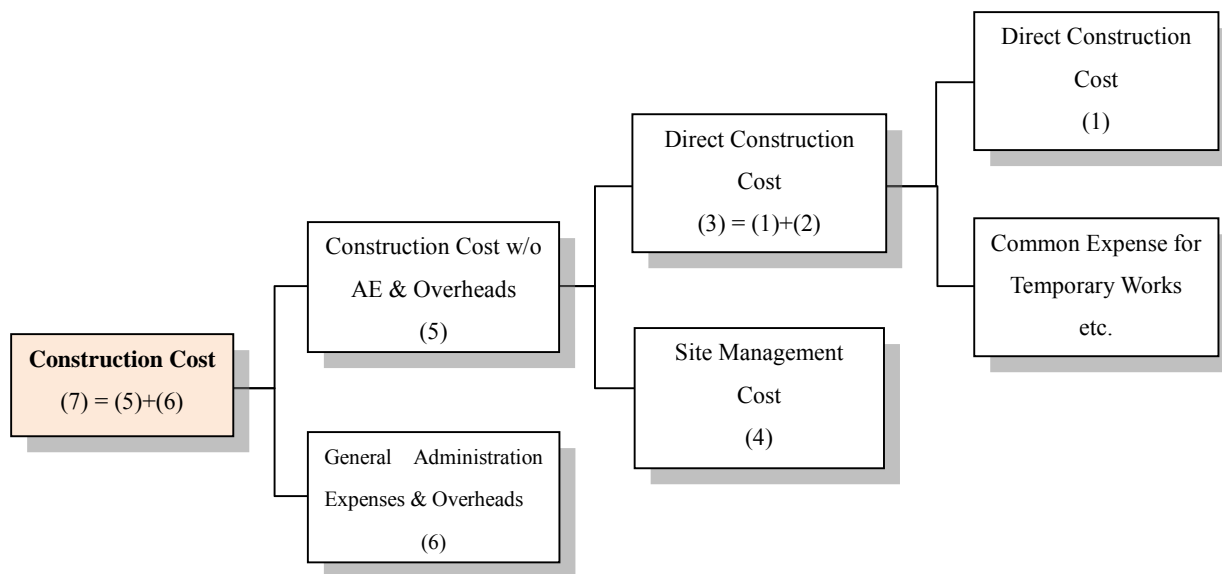 Construction Cost
(7) = (5)+(6)
Construction Cost w/o
AE & Overheads
(5)
General Administration
Expenses & Overheads
(6)
Direct Construction
Cost
(3) = (1)+(2)
Site Management
Cost
(4)
Direct Construction
Cost
(1)
Common Expense for
Temporary Works
etc.